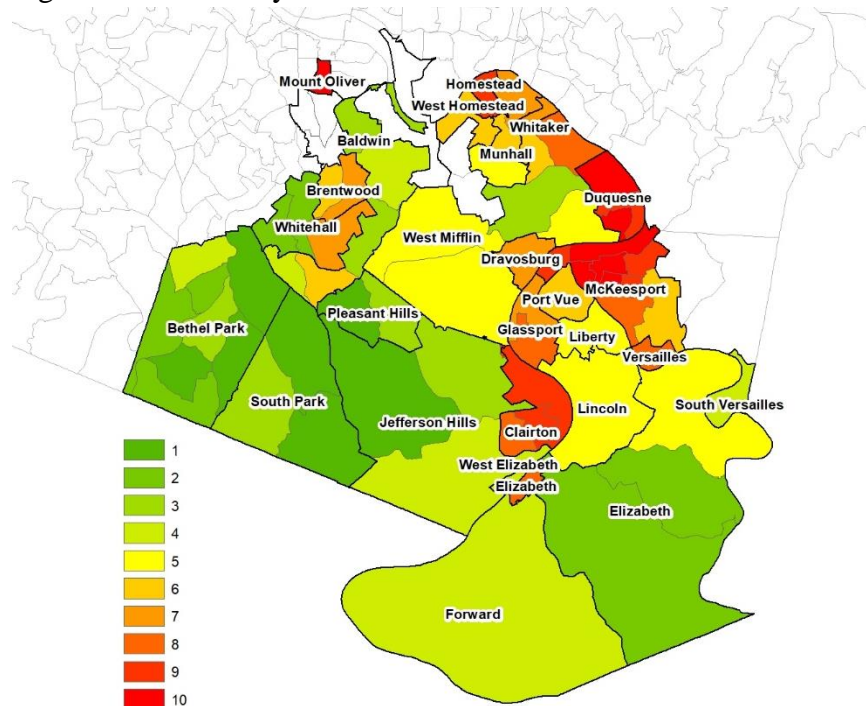 Mount Oliver
Homestead
West Homestead
Whitaker
Baldwin
Munhall
Brentwood
Duquesne
Whitehall
West Mifflin
Dravosburg
McKeesport
Port Vue
Pleasant Hills
Bethel Park
Glassport
Liberty
Versailles
South Park
Jefferson Hills
Lincoln
South Versailles
Clairton
West Elizabeth
Elizabeth
Elizabeth
Forward
1
2
3
4
5
6
7
8
9
10